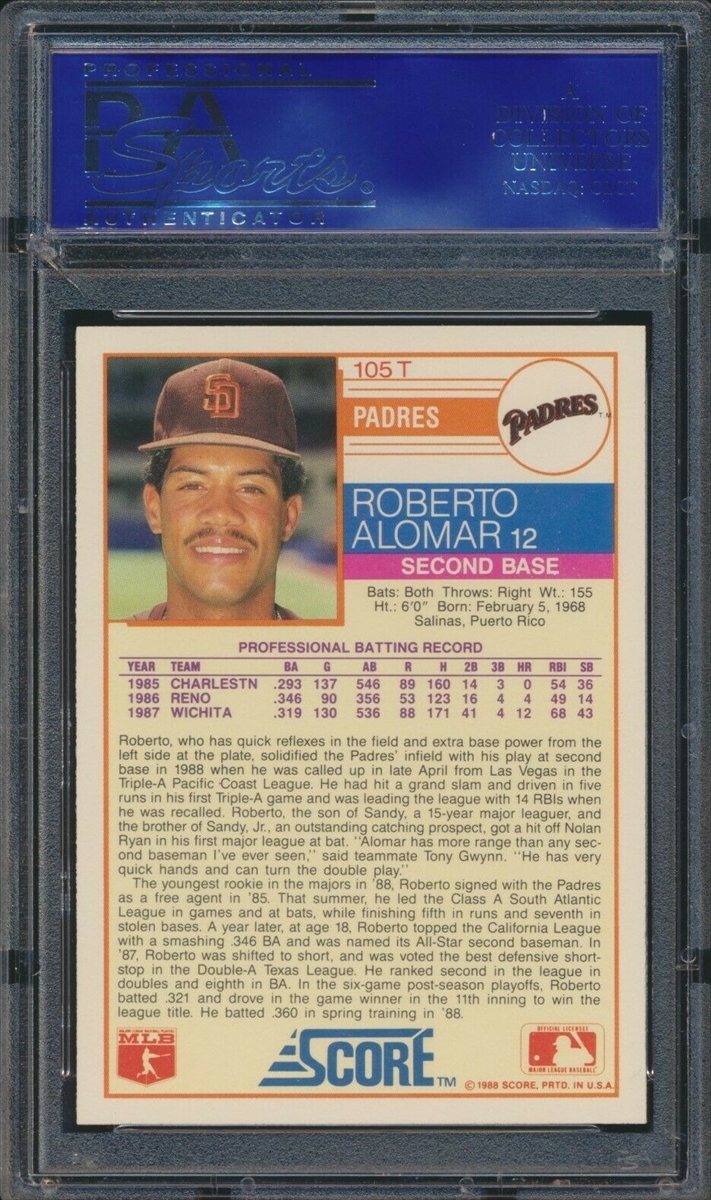 PROFESSIONAL
PSA
Sports®
AUTHENTICATOR
A
DIVISION OF
COLLECTORS
UNIVERSE
NASDAQ: CLCT
105 T
PADRES
PADRES TM
ROBERTO
ALOMAR 12
SECOND BASE
Bats: Both Throws: Right Wt.: 155
Ht.: 6'0" Born: February 5, 1968
Salinas, Puerto Rico
PROFESSIONAL BATTING RECORD
YEAR TEAM BA G AB R H 2B 3B HR RBI SB
1985 CHARLESTN .293 137 546 89 160 14 3 0 54 36
1986 RENO .346 90 356 53 123 16 4 4 49 14
1987 WICHITA .319 130 536 88 171 41 4 12 68 43
Roberto, who has quick reflexes in the field and extra base power from the
left side at the plate, solidified the Padres' infield with his play at second
base in 1988 when he was called up in late April from Las Vegas in the
Triple-A Pacific Coast League. He had hit a grand slam and driven in five
runs in his first Triple-A game and was leading the league with 14 RBIs when
he was recalled. Roberto, the son of Sandy, a 15-year major leaguer, and
the brother of Sandy, Jr., an outstanding catching prospect, got a hit off Nolan
Ryan in his first major league at bat. "Alomar has more range than any sec-
ond baseman I've ever seen," said teammate Tony Gwynn. "He has very
quick hands and can turn the double play."
The youngest rookie in the majors in '88, Roberto signed with the Padres
as a free agent in '85. That summer, he led the Class A South Atlantic
League in games and at bats, while finishing fifth in runs and seventh in
stolen bases. A year later, at age 18, Roberto topped the California League
with a smashing .346 BA and was named its All-Star second baseman. In
'87, Roberto was shifted to short, and was voted the best defensive short-
stop in the Double-A Texas League. He ranked second in the league in
doubles and eighth in BA. In the six-game post-season playoffs, Roberto
batted .321 and drove in the game winner in the 11th inning to win the
league title. He batted .360 in spring training in '88.
MAJOR LEAGUE BASEBALL PLAYERS
MLB
SCORE TM
OFFICIAL LICENSEE
MAJOR LEAGUE BASEBALL
© 1988 SCORE, PRTD. IN U.S.A.